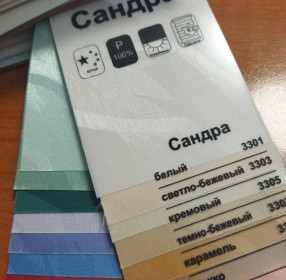 Сандра
P
100%
Сандра
белый 3301
светло-бежевый 3303
кремовый 3305
темно-бежевый
карамель